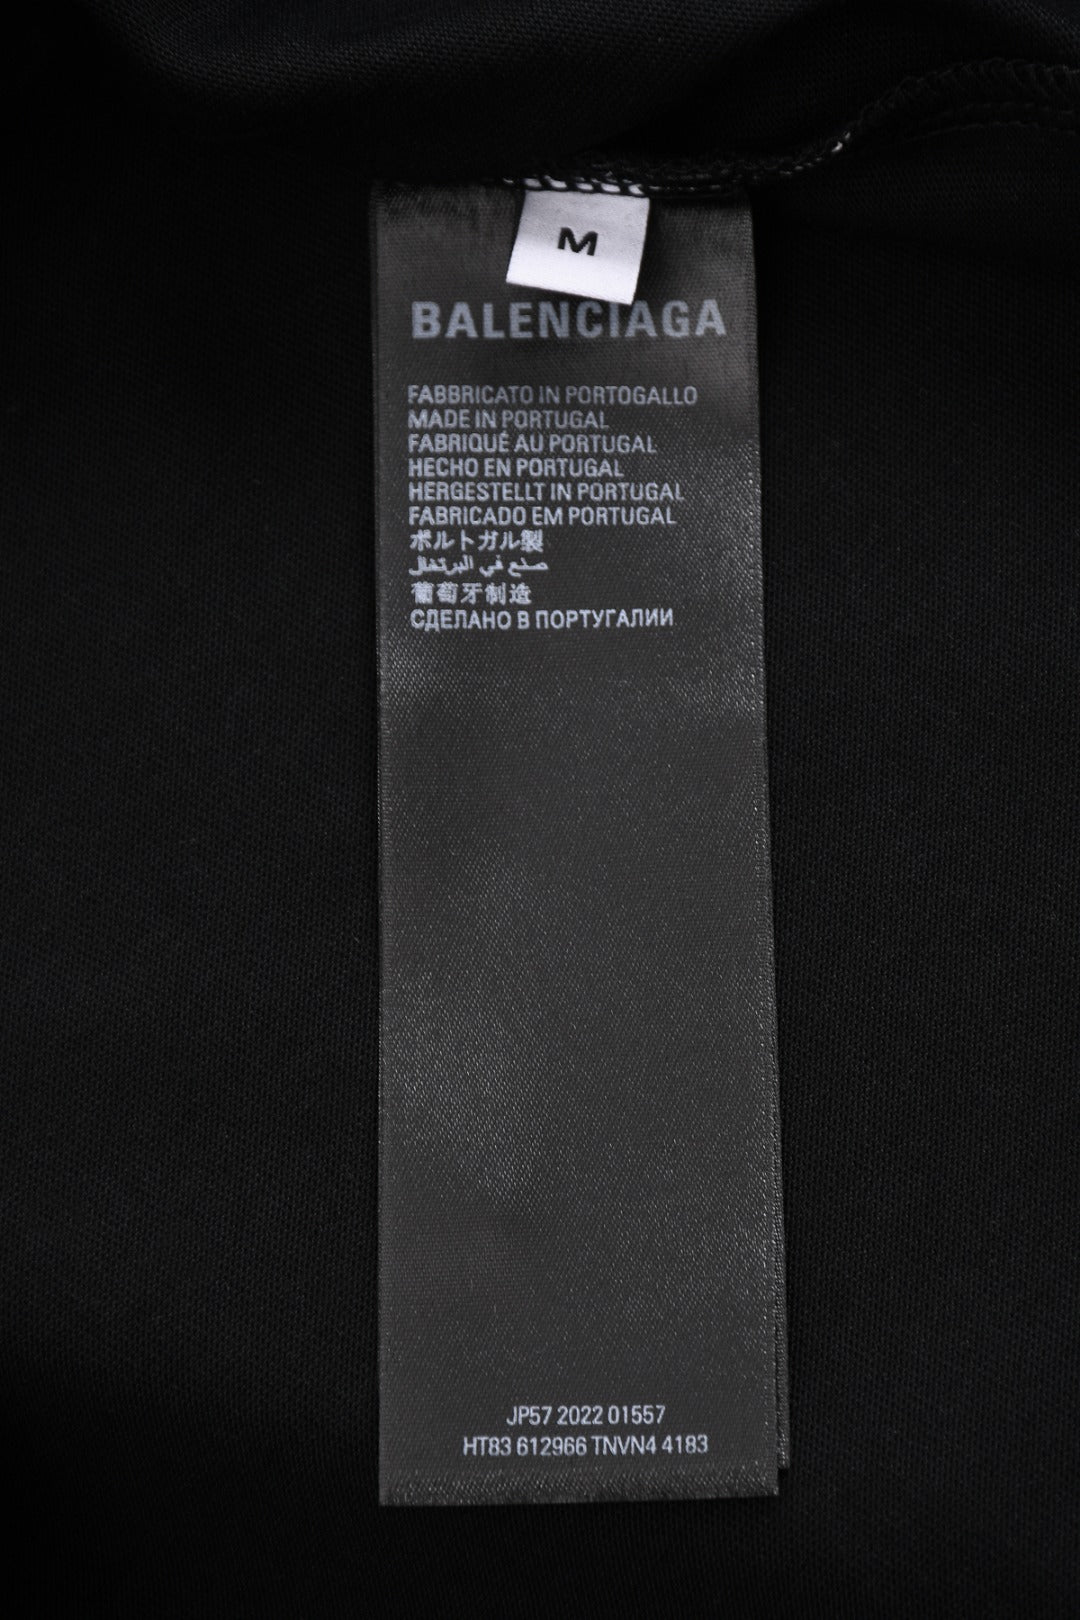 M
BALENCIAGA
FABBRICATO IN PORTOGALLO
MADE IN PORTUGAL
FABRIQUÉ AU PORTUGAL
HECHO EN PORTUGAL
HERGESTELLT IN PORTUGAL
FABRICADO EM PORTUGAL
ポルトガル製
صنع في البرتغال
葡萄牙制造
СДЕЛАНО В ПОРТУГАЛИИ
JP57 2022 01557
HT83 612966 TNVN4 4183